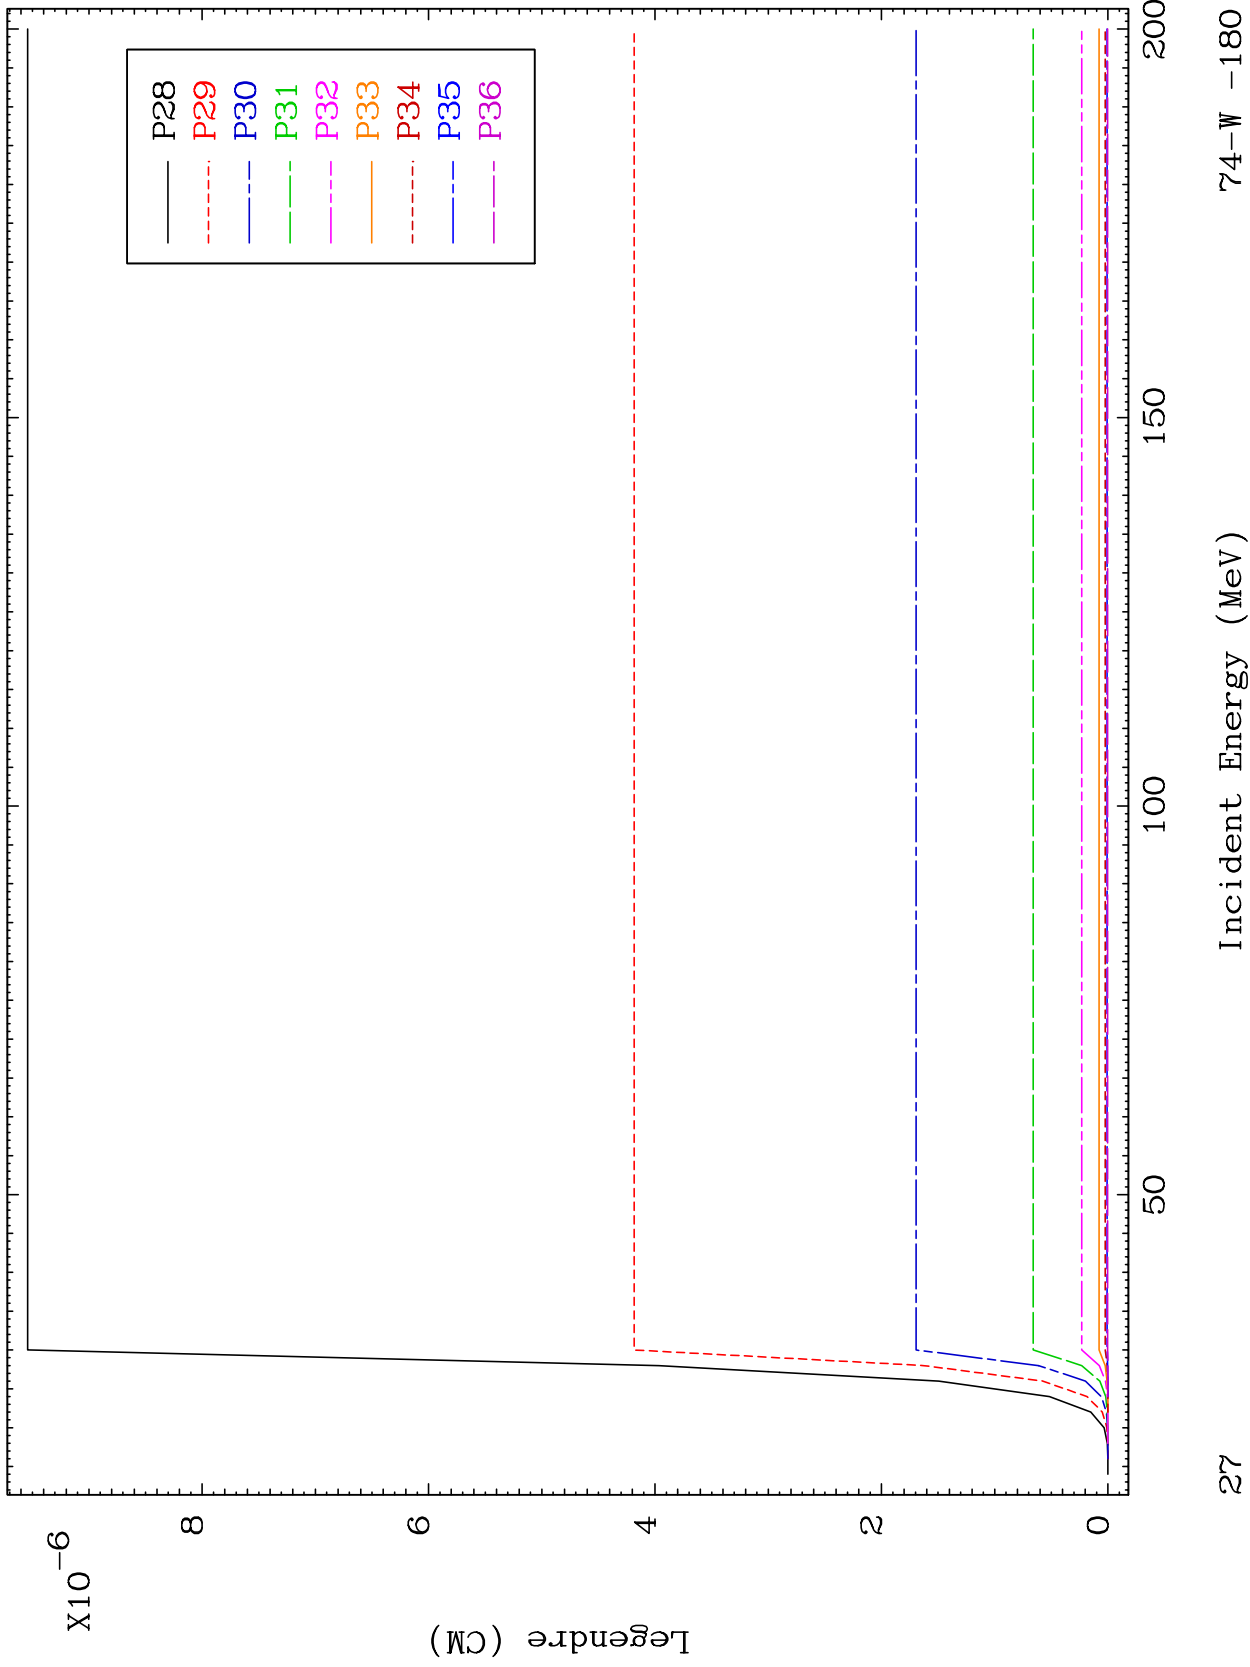 X10-6
8
6
4
2
0
Legendre (CM)
P28
P29
P30
P31
P32
P33
P34
P35
P36
50
100
150
200
27
Incident Energy (MeV)
74-W -180